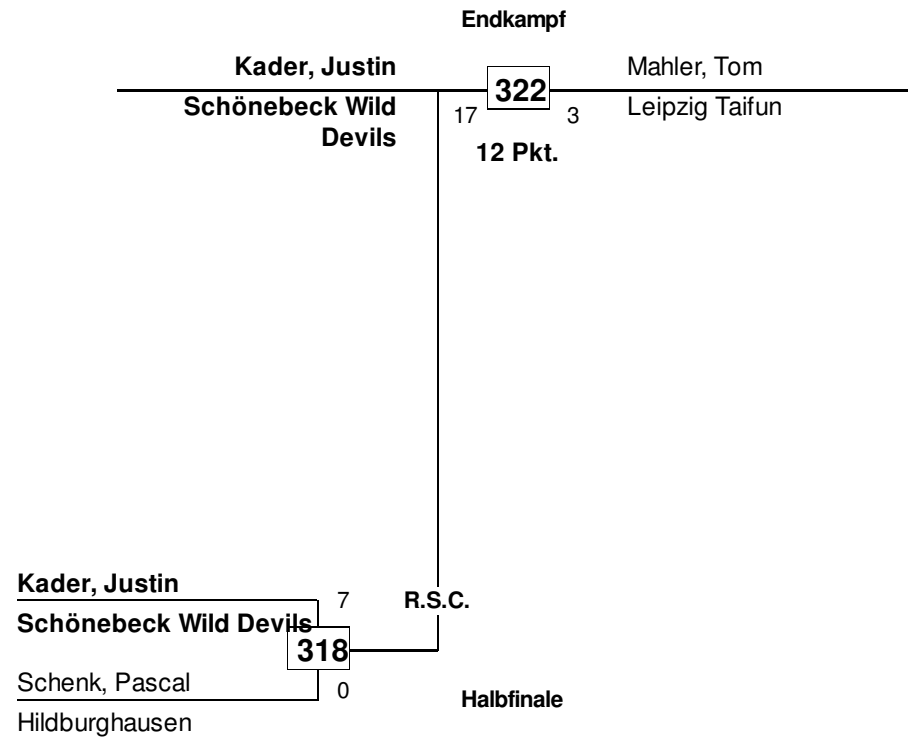 Endkampf
Kader, Justin
322
Mahler, Tom
Schönebeck Wild
Devils
17
3
Leipzig Taifun
12 Pkt.
Kader, Justin
7
R.S.C.
Schönebeck Wild Devils
318
Schenk, Pascal
0
Halbfinale
Hildburghausen